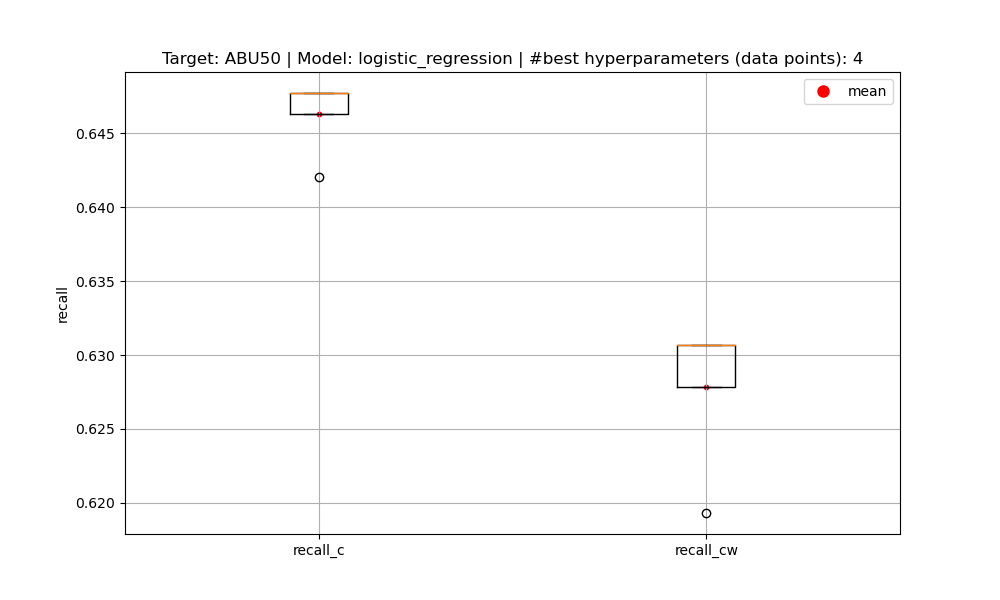 Target: ABU50 | Model: logistic_regression | #best hyperparameters (data points): 4
mean
0.645
0.640
0.635
0.630
0.625
0.620
recall
recall_c
recall_cw